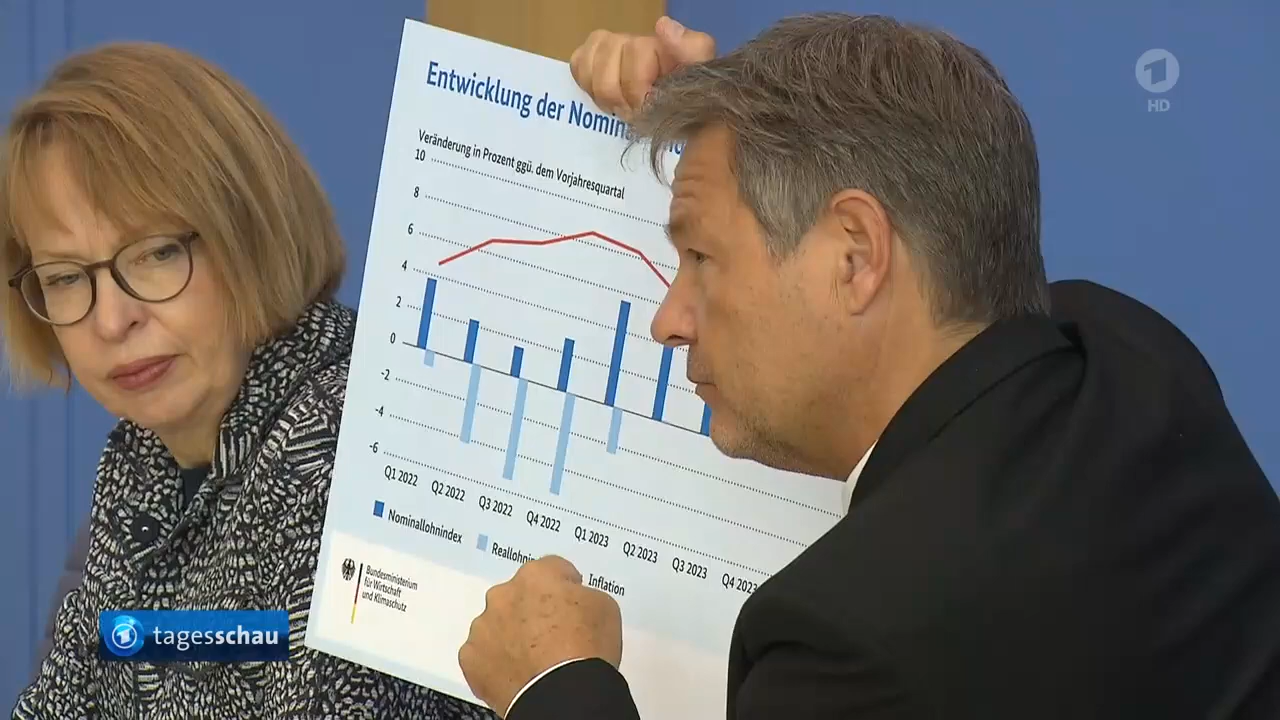 1
HD
Entwicklung der
Veränderung in Prozent ggü. dem Vorjahresquartal
10
8
6
4
2
0
-2
-4
-6
Q1 2022
Q2 2022
Q3 2022
Q4 2022
Q1 2023
Q2 2023
Q3 2023
Q4 2023
Nominallohnindex
Inflation
Bundesministerium
für Wirtschaft
und Klimaschutz
tagesschau